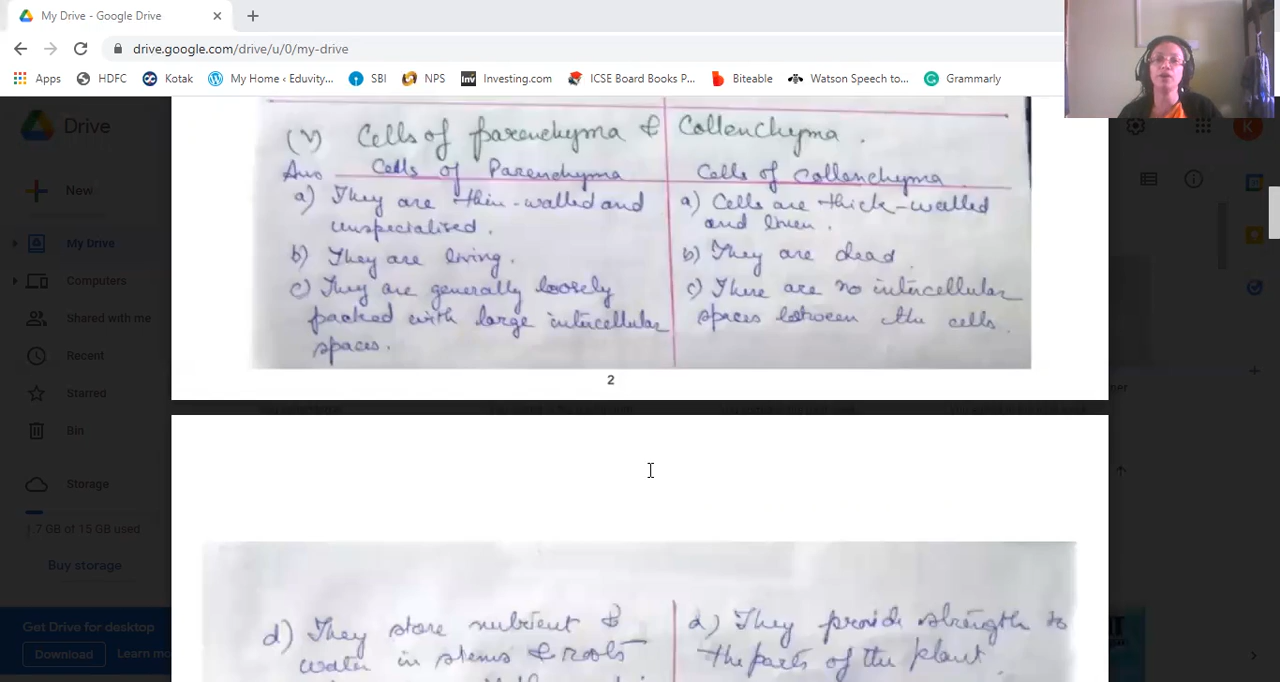 My Drive - Google Drive
drive.google.com/drive/u/0/my-drive
Apps HDFC Kotak My Home ‹ Eduvity... SBI NPS Investing.com ICSE Board Books P... Biteable Watson Speech to... Grammarly
Drive
K
New
My Drive
Computers
Shared with me
Recent
Starred
Bin
Storage
1.7 GB of 15 GB used
Buy storage
Get Drive for desktop
Download Learn mo
(V) Cells of parenchyma & Collenchyma.
Ans Cells of Parenchyma
a) They are thin-walled and
unspecialised.
b) They are living.
c) They are generally loosely
packed with large intercellular
spaces.
Cells of collenchyma
a) Cells are thick-walled
and
b) They are dead
c) There are no intercellular
spaces between the cells.
2
d) They store nutrient &
water in stems & roots
d) They provide strength to
the parts of the plant